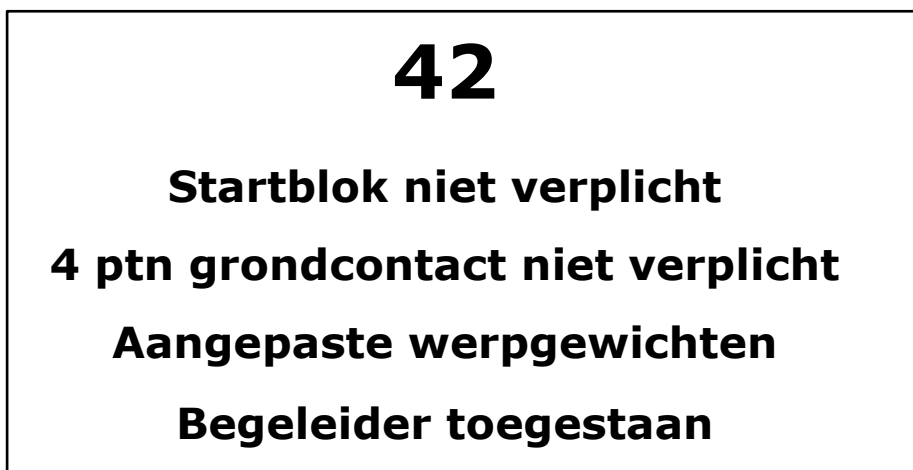 42
Startblok niet verplicht
4 ptn grondcontact niet verplicht
Aangepaste werpgewichten
Begeleider toegestaan